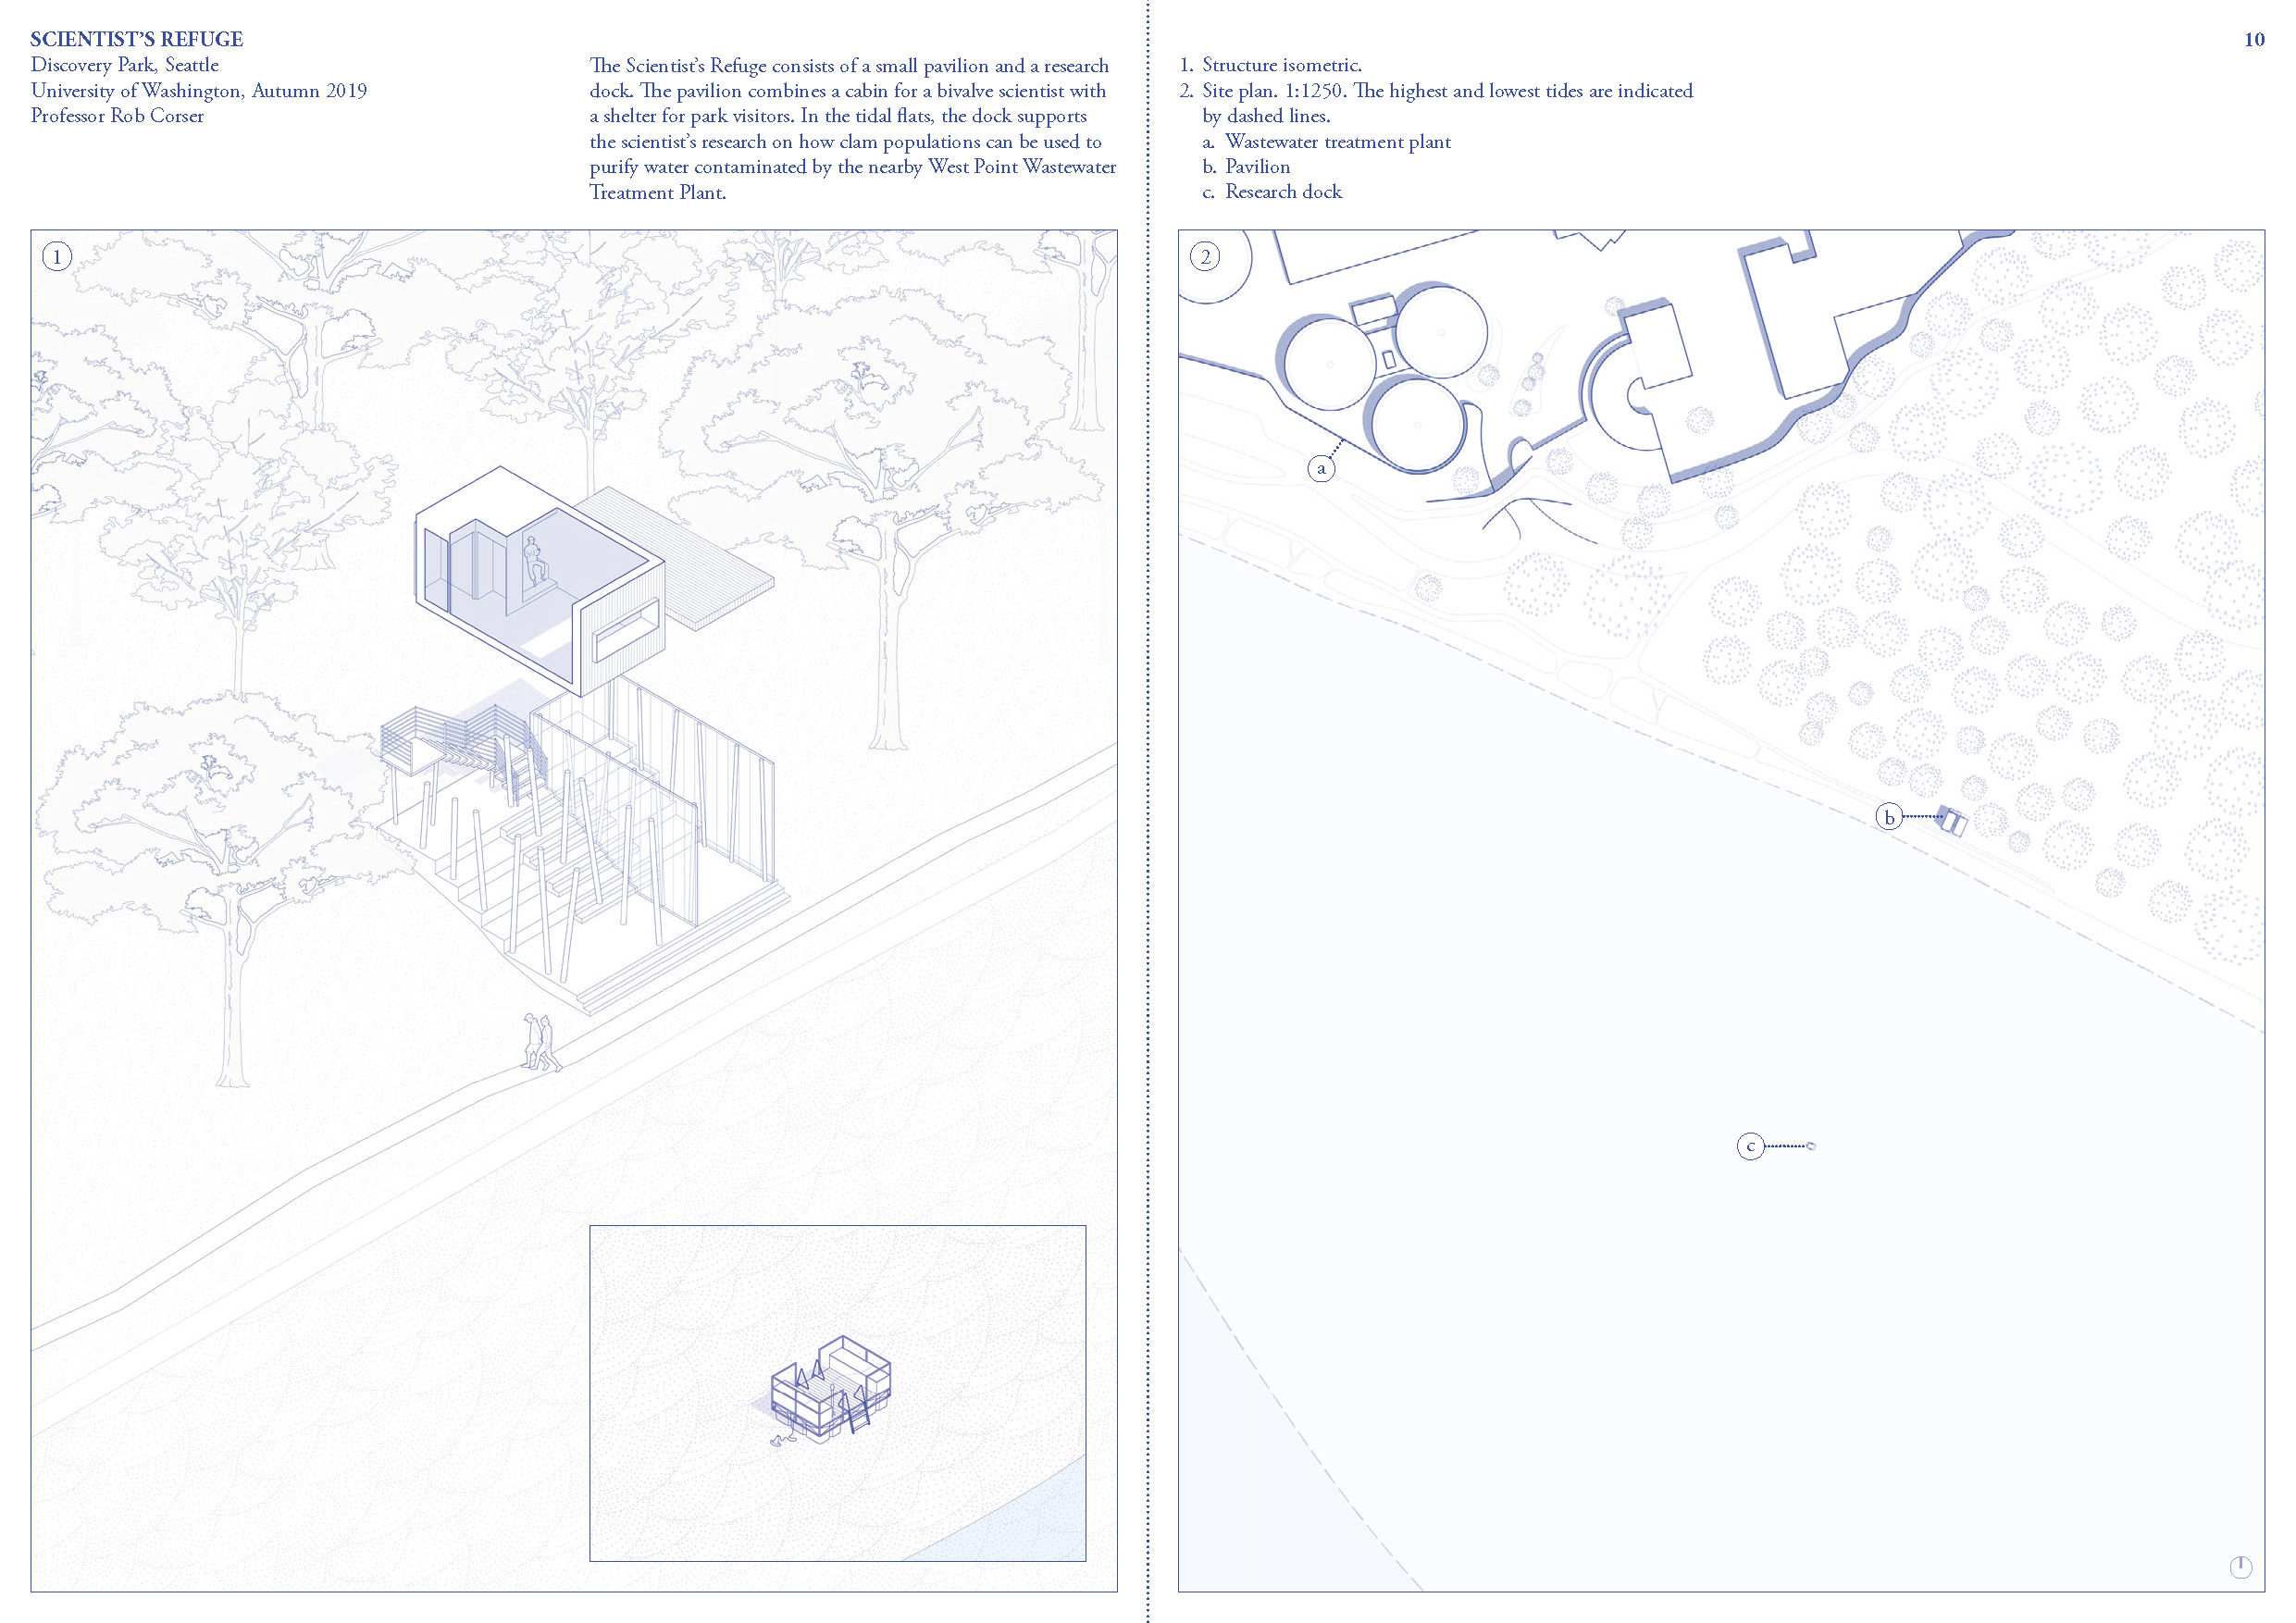 SCIENTIST’S REFUGE
Discovery Park, Seattle
University of Washington, Autumn 2019
Professor Rob Corser
The Scientist’s Refuge consists of a small pavilion and a research
dock. The pavilion combines a cabin for a bivalve scientist with
a shelter for park visitors. In the tidal flats, the dock supports
the scientist’s research on how clam populations can be used to
purify water contaminated by the nearby West Point Wastewater
Treatment Plant.
10
1. Structure isometric.
2. Site plan. 1:1250. The highest and lowest tides are indicated
by dashed lines.
a. Wastewater treatment plant
b. Pavilion
c. Research dock
1
2
a
b
c